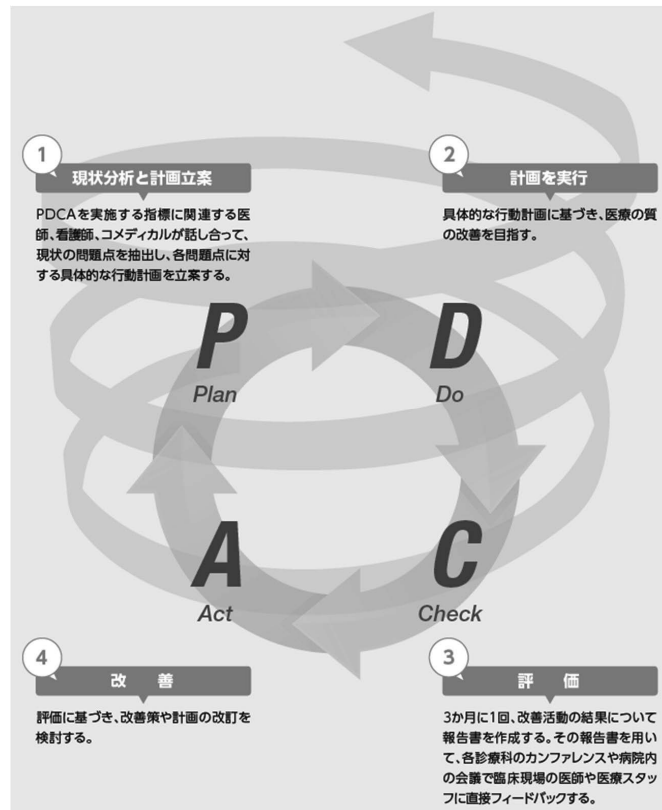 1
現状分析と計画立案
PDCAを実施する指標に関連する医
師、看護師、コメディカルが話し合って、
現状の問題点を抽出し、各問題点に対
する具体的な行動計画を立案する。
2
計画を実行
具体的な行動計画に基づき、医療の質
の改善を目指す。
P
Plan
D
Do
A
Act
C
Check
4
改 善
評価に基づき、改善策や計画の改訂を
検討する。
3
評 価
3か月に1回、改善活動の結果について
報告書を作成する。その報告書を用い
て、各診療科のカンファレンスや病院内
の会議で臨床現場の医師や医療スタッ
フに直接フィードバックする。